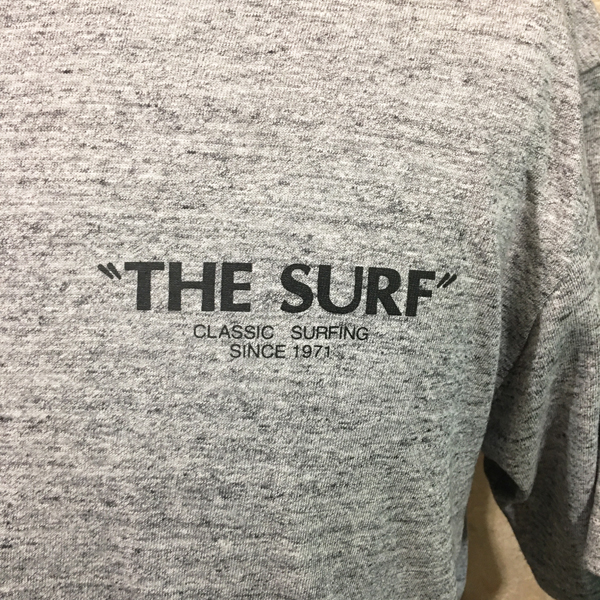 "THE SURF"
CLASSIC SURFING
SINCE 1971